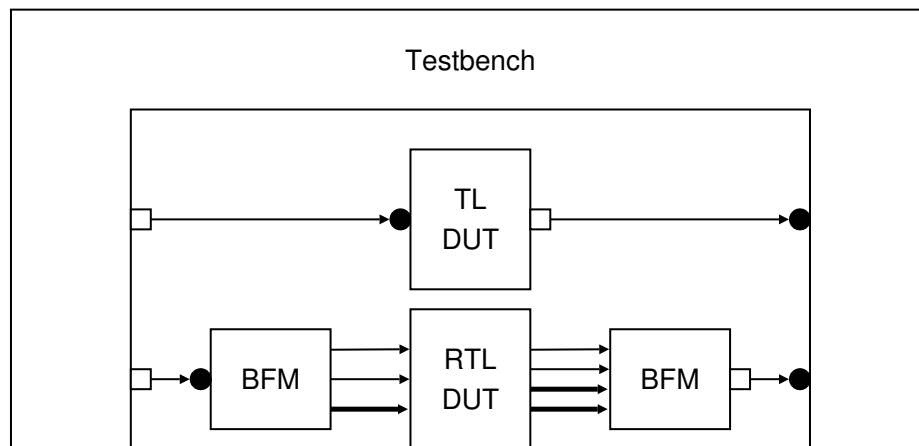 Testbench
TL
DUT
BFM
RTL
DUT
BFM